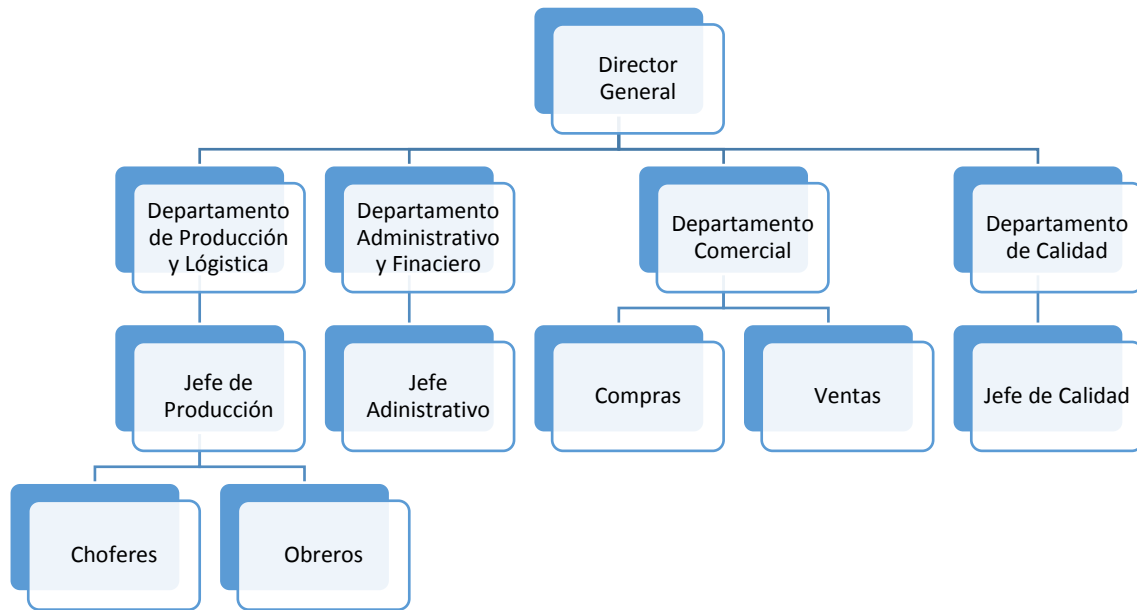 Director
General
Departamento
de Producción
y Lógistica
Departamento
Administrativo
y Finaciero
Departamento
Comercial
Departamento
de Calidad
Jefe de
Producción
Jefe
Adinistrativo
Compras
Ventas
Jefe de Calidad
Choferes
Obreros